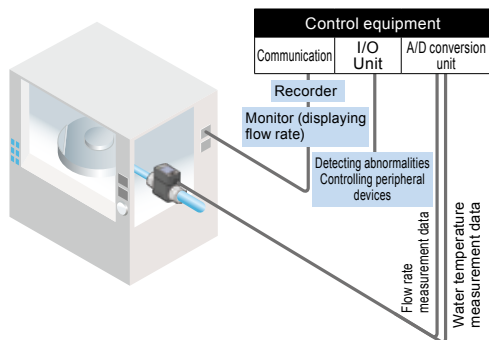 Control equipment
Communication
I/O
Unit
A/D conversion
unit
Recorder
Monitor (displaying
flow rate)
Detecting abnormalities
Controlling peripheral
devices
Flow rate
measurement data
Water temperature
measurement data